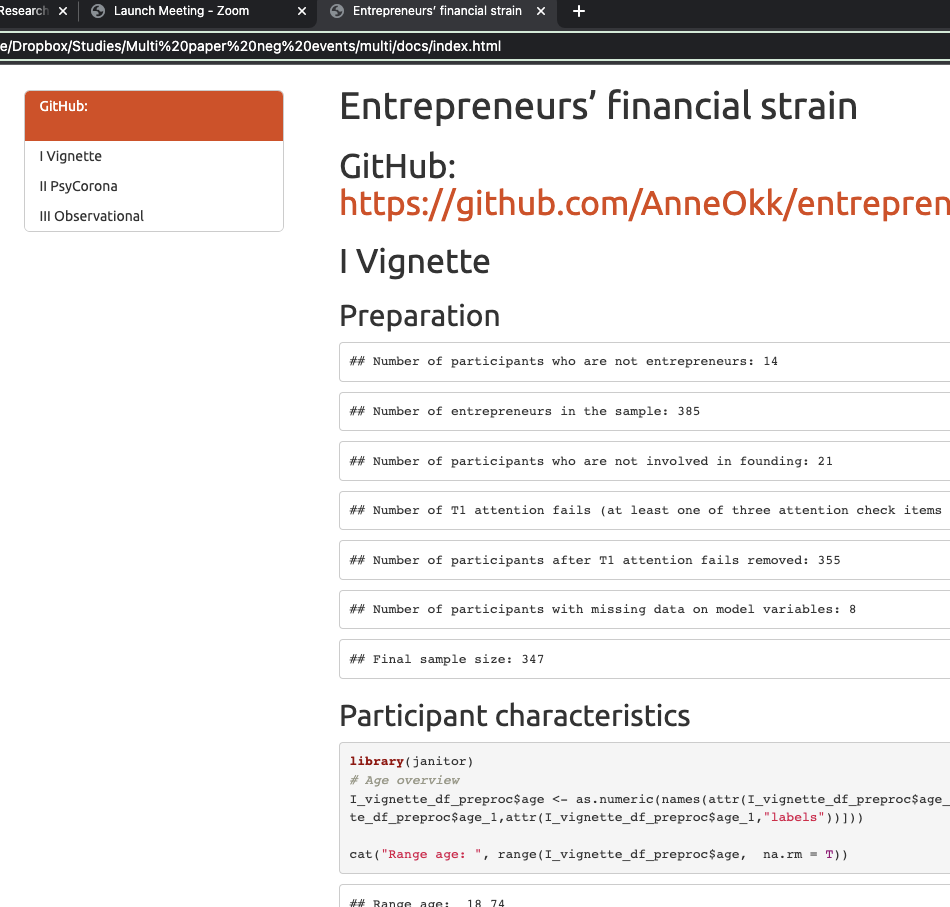 Research
Launch Meeting - Zoom
Entrepreneurs’ financial strain
e/Dropbox/Studies/Multi%20paper%20neg%20events/multi/docs/index.html
GitHub:
I Vignette
II PsyCorona
III Observational
Entrepreneurs’ financial strain
GitHub:
https://github.com/AnneOkk/entrepren
I Vignette
Preparation
## Number of participants who are not entrepreneurs: 14
## Number of entrepreneurs in the sample: 385
## Number of participants who are not involved in founding: 21
## Number of T1 attention fails (at least one of three attention check items
## Number of participants after T1 attention fails removed: 355
## Number of participants with missing data on model variables: 8
## Final sample size: 347
Participant characteristics
library(janitor)
# Age overview
I_vignette_df_preproc$age <- as.numeric(names(attr(I_vignette_df_preproc$age_
te_df_preproc$age_1,attr(I_vignette_df_preproc$age_1,"labels"))]))
cat("Range age: ", range(I_vignette_df_preproc$age,  na.rm = T))
## Range age:  18 74